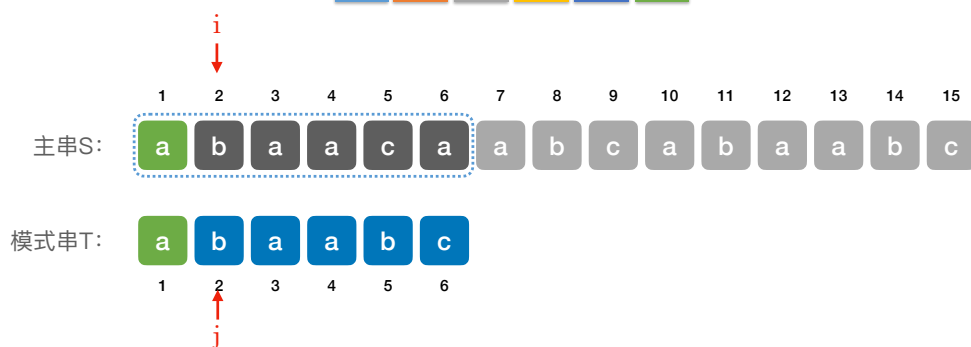 i
1 2 3 4 5 6 7 8 9 10 11 12 13 14 15
主串S: a b a a c a a b c a b a a b c
模式串T: a b a a b c
1 2 3 4 5 6
j